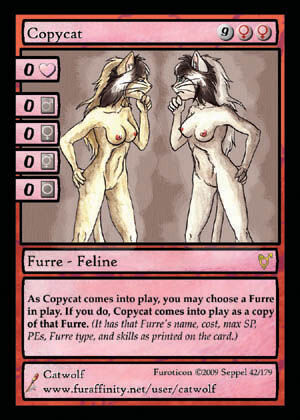 Copycat 9
0
0
0
0
0
Furre - Feline
As Copycat comes into play, you may choose a Furre
in play. If you do, Copycat comes into play as a copy
of that Furre. (It has that Furre's name, cost, max SP,
PEs, Furre type, and skills as printed on the card.)
Catwolf Furoticon ©2009 Seppel 42/179
www.furaffinity.net/user/catwolf